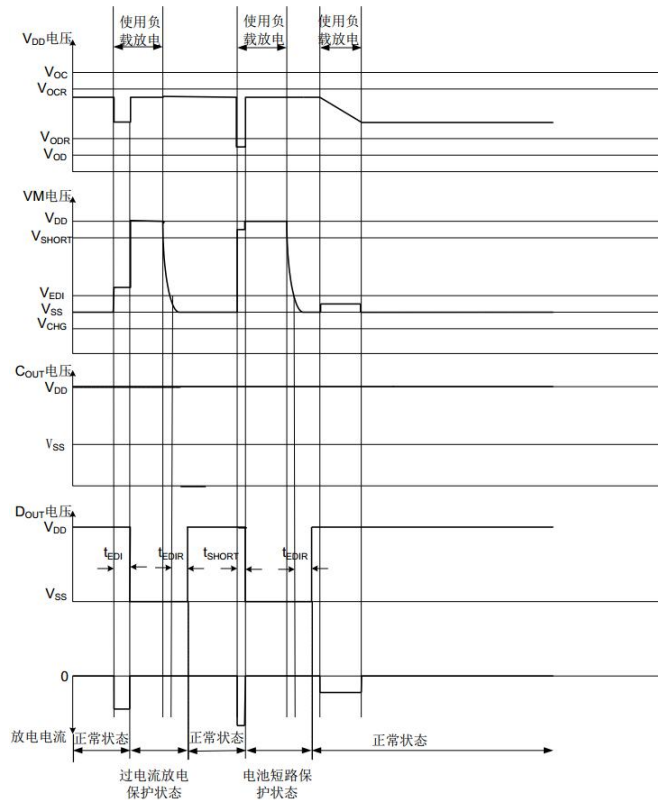 使用负
载放电
使用负
载放电
使用负
载放电
VDD电压
VOC
VOCR
VODR
VOD
VM电压
VDD
VSHORT
VEDI
VSS
VCHG
COUT电压
VDD
VSS
DOUT电压
VDD
tEDI
tEDIR
tSHORT
tEDIR
VSS
0
放电电流
正常状态
正常状态
正常状态
过电流放电
保护状态
电池短路保
护状态